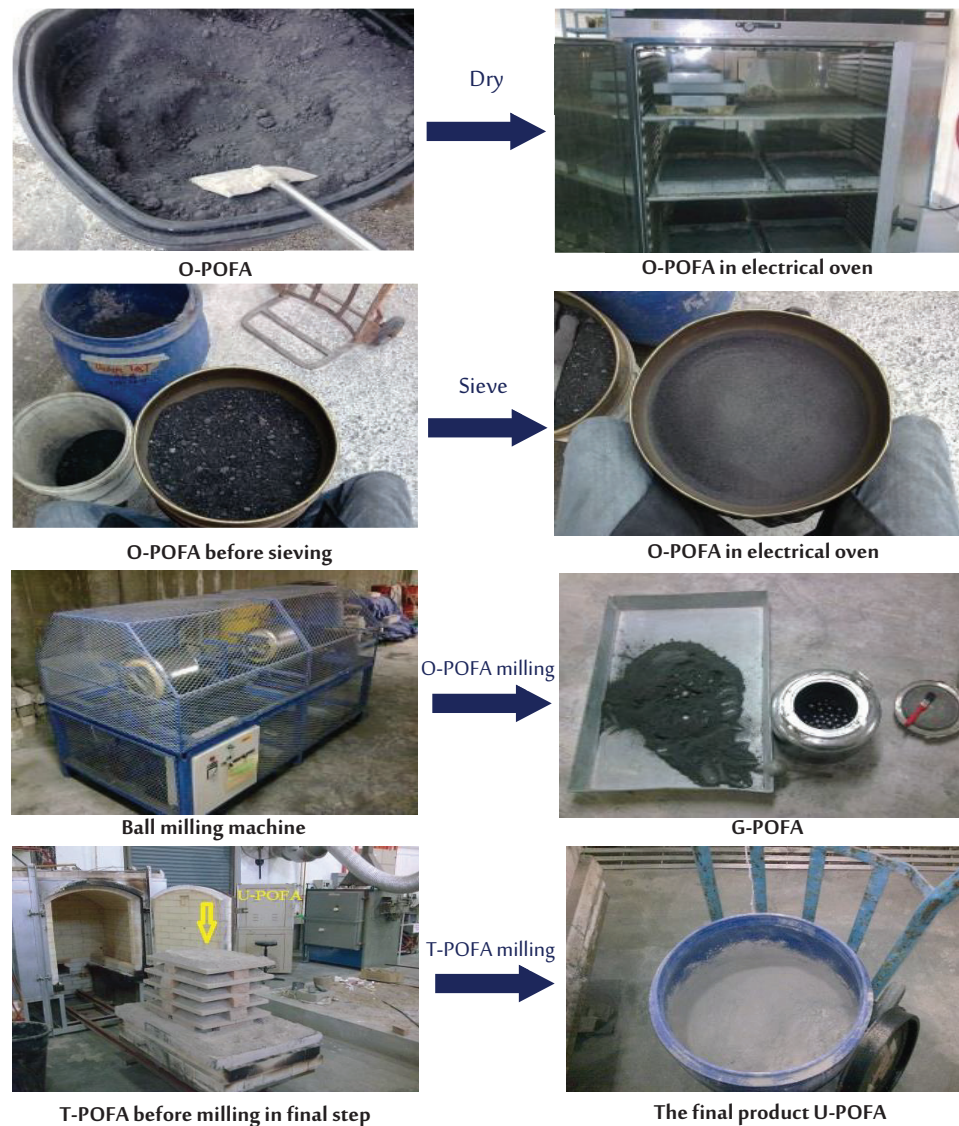 Dry
O-POFA
O-POFA in electrical oven
Sieve
O-POFA before sieving
O-POFA in electrical oven
O-POFA milling
Ball milling machine
G-POFA
U-POFA
T-POFA milling
T-POFA before milling in final step
The final product U-POFA